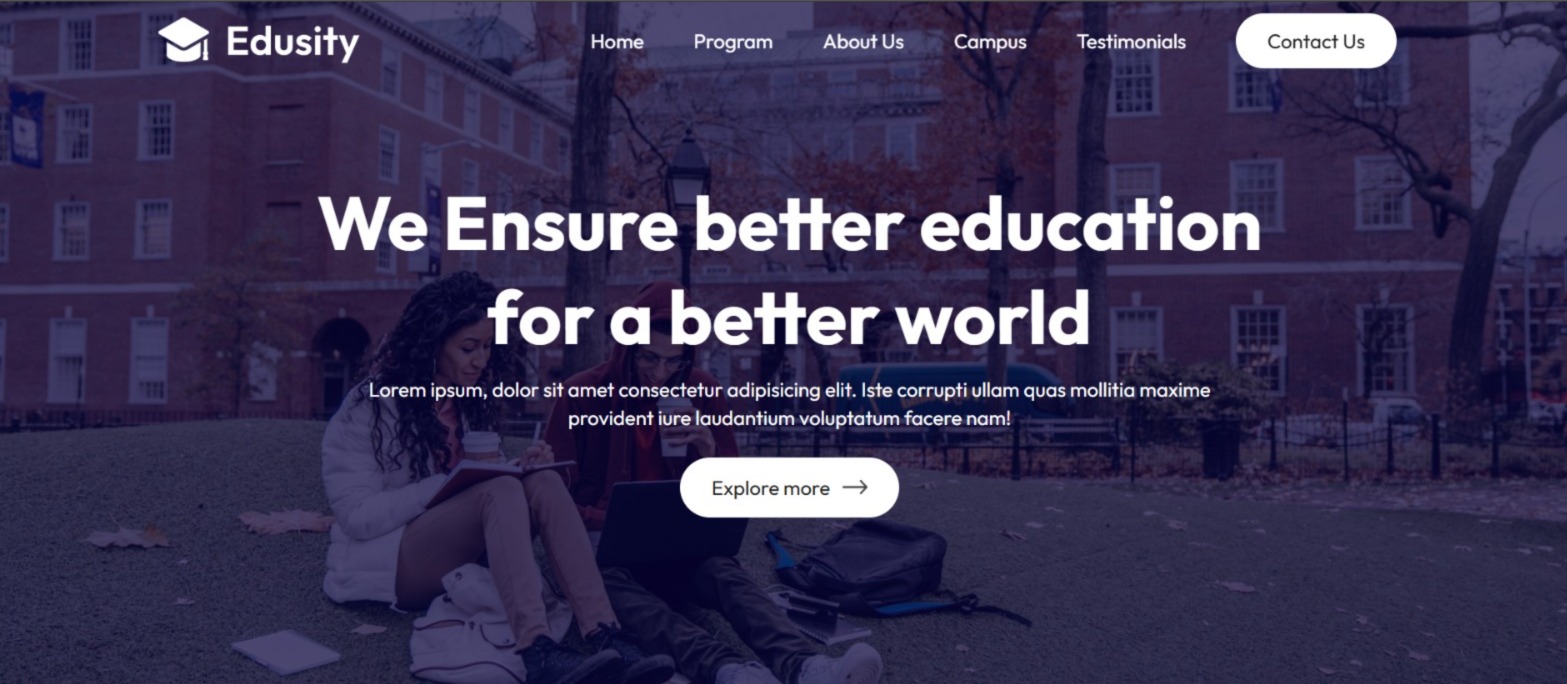 Edusity
Home
Program
About Us
Campus
Testimonials
Contact Us
We Ensure better education
for a better world
Lorem ipsum, dolor sit amet consectetur adipisicing elit. Iste corrupti ullam quas mollitia maxime
provident iure laudantium voluptatum facere nam!
Explore more